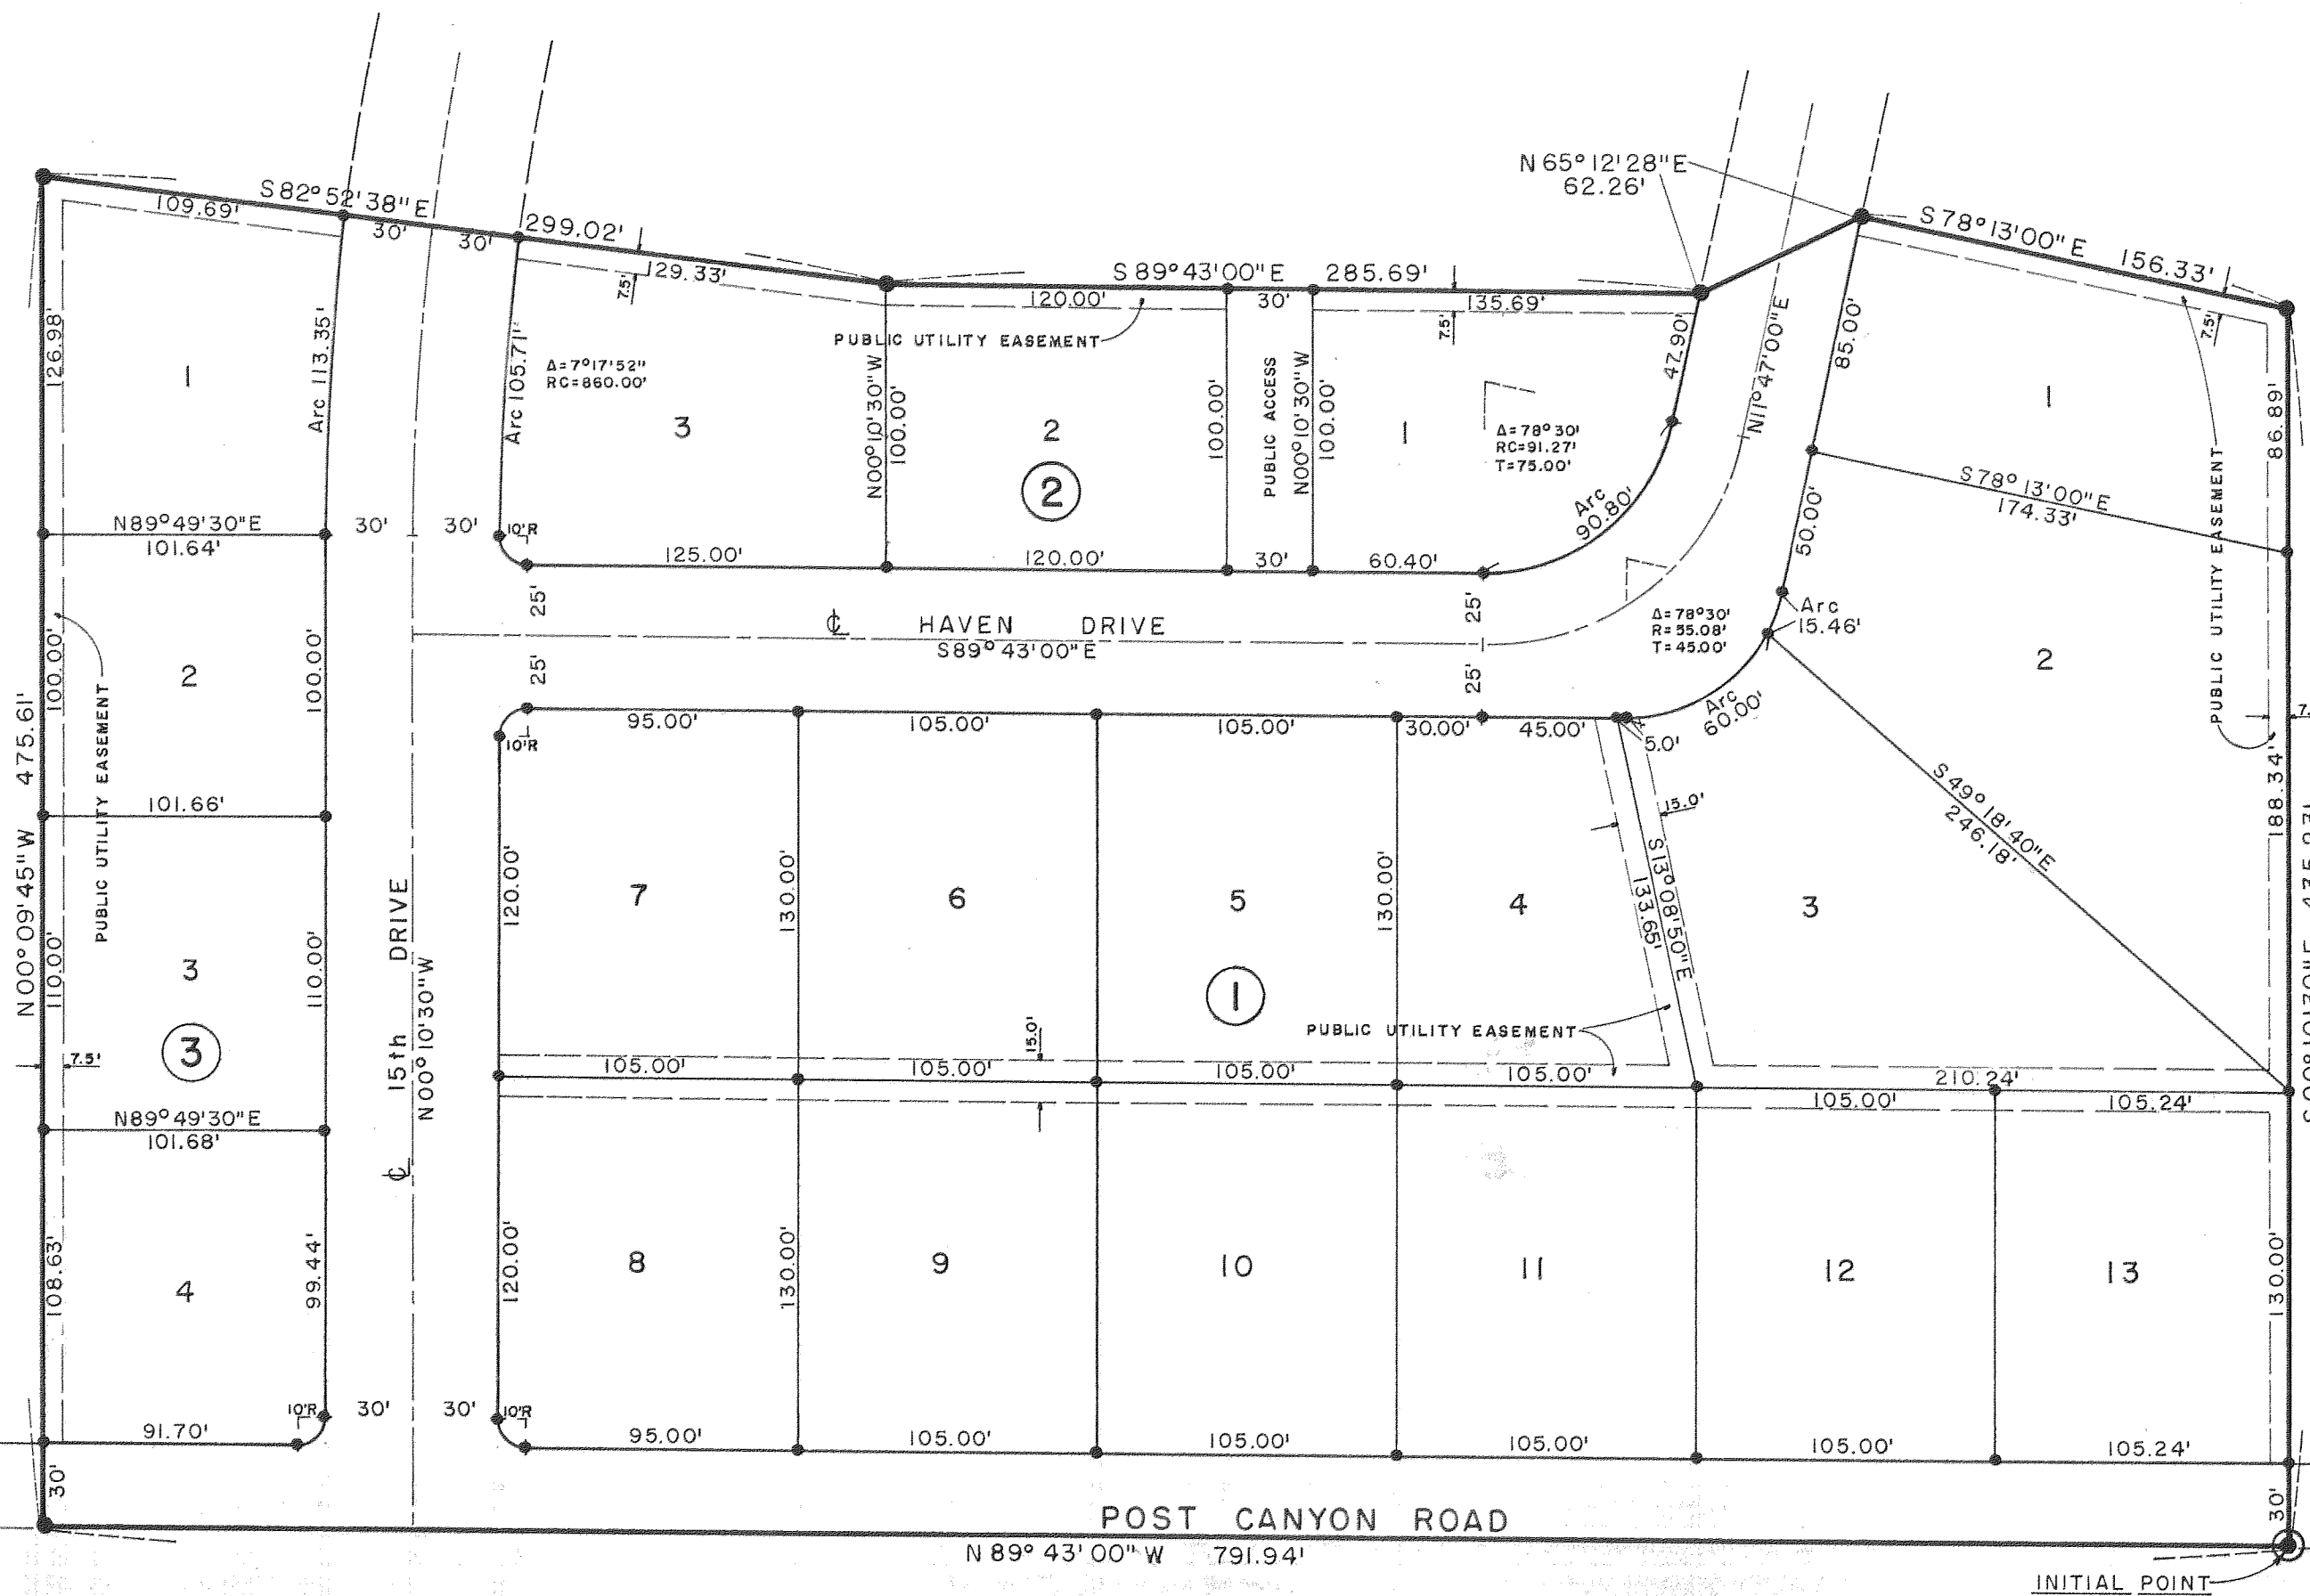 N 65° 12' 28" E
62.26'
S 82° 52' 38" E
109.69'
30'
30'
299.02'
129.33'
7.5'
S 89° 43' 00" E
285.69'
120.00'
30'
135.69'
7.5'
S 78° 13' 00" E
156.33'
7.5'
PUBLIC UTILITY EASEMENT
126.98'
1
Arc 113.35'
Arc 105.71'
Δ= 7° 17' 52"
RC= 860.00'
3
N00° 10' 30" W
100.00'
2
2
100.00'
PUBLIC ACCESS
N00° 10' 30" W
100.00'
1
Δ= 78° 30'
RC= 91.27'
T= 75.00'
47.90'
N11° 47' 00" E
85.00'
1
86.89'
PUBLIC UTILITY EASEMENT
S 78° 13' 00" E
174.33'
Arc
90.80'
50.00'
N89° 49' 30" E
101.64'
30'
30'
10'R
125.00'
120.00'
30'
60.40'
25'
25'
℄ HAVEN DRIVE
S89° 43' 00" E
25'
25'
Δ= 78° 30'
R= 55.08'
T= 45.00'
Arc
15.46'
2
N00° 09' 45" W 475.61'
100.00'
2
100.00'
PUBLIC UTILITY EASEMENT
10'R
95.00'
105.00'
105.00'
30.00'
45.00'
5.0'
Arc
60.00'
S 49° 18' 40" E
246.18'
188.34'
101.66'
110.00'
3
3
110.00'
7.5'
15th DRIVE
N00° 10' 30" W
℄
120.00'
7
130.00'
6
5
1
130.00'
4
15.0'
S 13° 08' 50" E
133.65'
3
15.0'
PUBLIC UTILITY EASEMENT
105.00'
105.00'
105.00'
105.00'
210.24'
105.00'
105.24'
N89° 49' 30" E
101.68'
108.63'
4
99.44'
120.00'
8
130.00'
9
10
11
12
13
130.00'
91.70'
10'R
30'
30'
10'R
95.00'
105.00'
105.00'
105.00'
105.00'
105.24'
30'
30'
POST CANYON ROAD
N 89° 43' 00" W 791.94'
INITIAL POINT